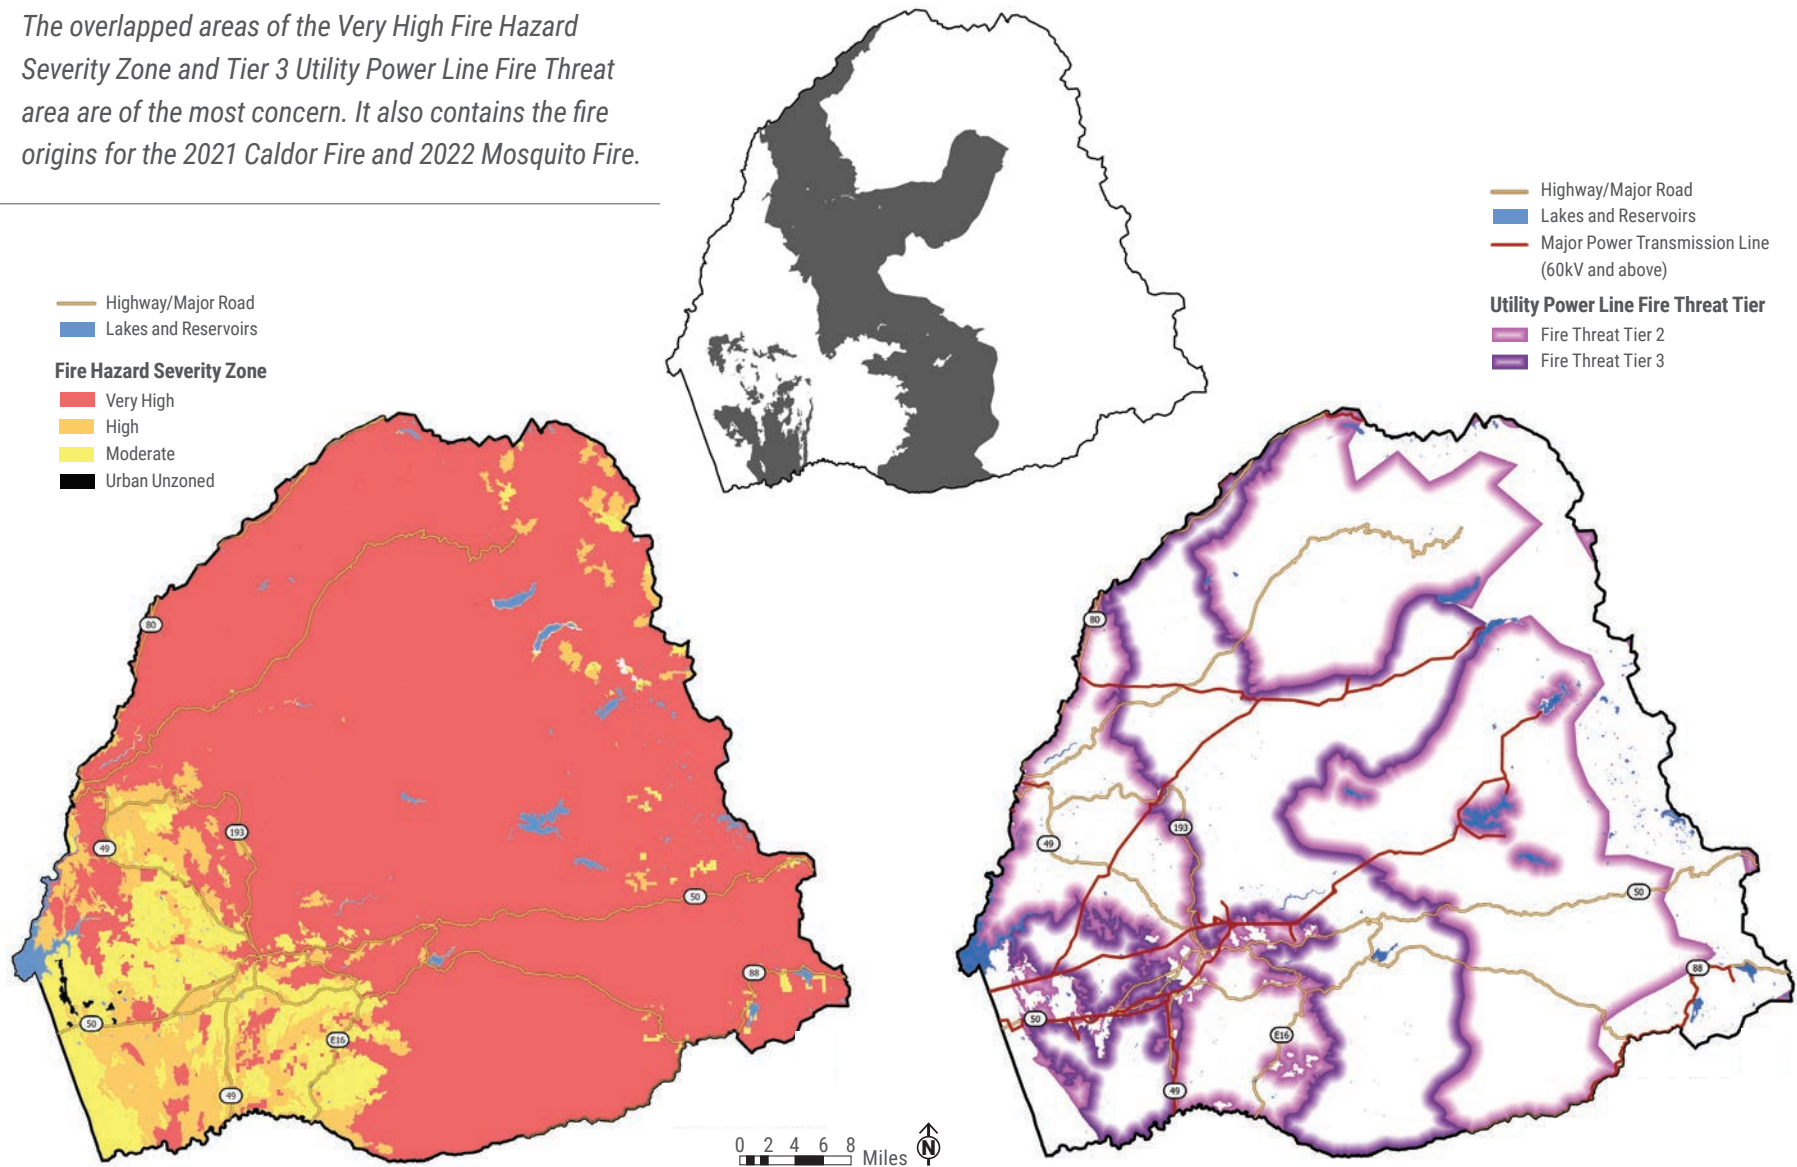 The overlapped areas of the Very High Fire Hazard
Severity Zone and Tier 3 Utility Power Line Fire Threat
area are of the most concern. It also contains the fire
origins for the 2021 Caldor Fire and 2022 Mosquito Fire.
Highway/Major Road
Lakes and Reservoirs
Fire Hazard Severity Zone
Very High
High
Moderate
Urban Unzoned
80
193
49
50
88
50
E16
49
0 2 4 6 8 Miles
N
Highway/Major Road
Lakes and Reservoirs
Major Power Transmission Line
(60kV and above)
Utility Power Line Fire Threat Tier
Fire Threat Tier 2
Fire Threat Tier 3
80
193
49
50
88
50
E16
49